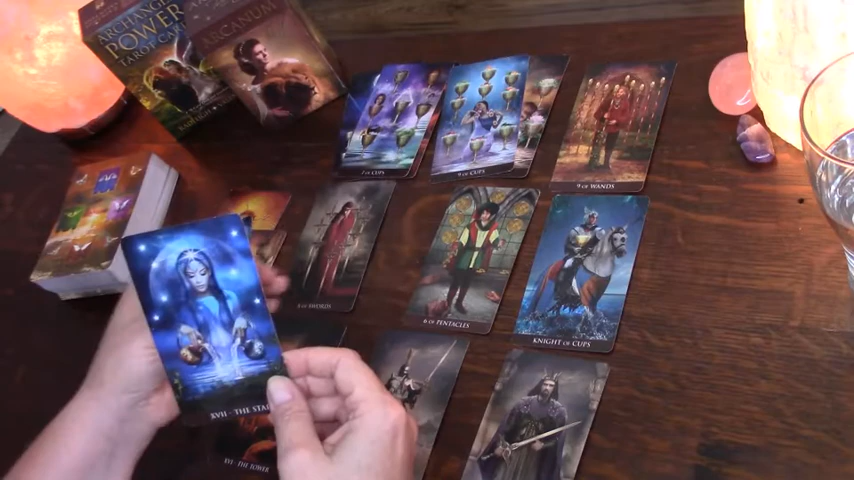 ARCHANGEL
POWER
TAROT CARDS
ARCANUM
7 OF CUPS
9 OF CUPS
9 OF WANDS
8 OF SWORDS
6 OF PENTACLES
KNIGHT OF CUPS
XVII · THE STAR
XVI · THE TOWER